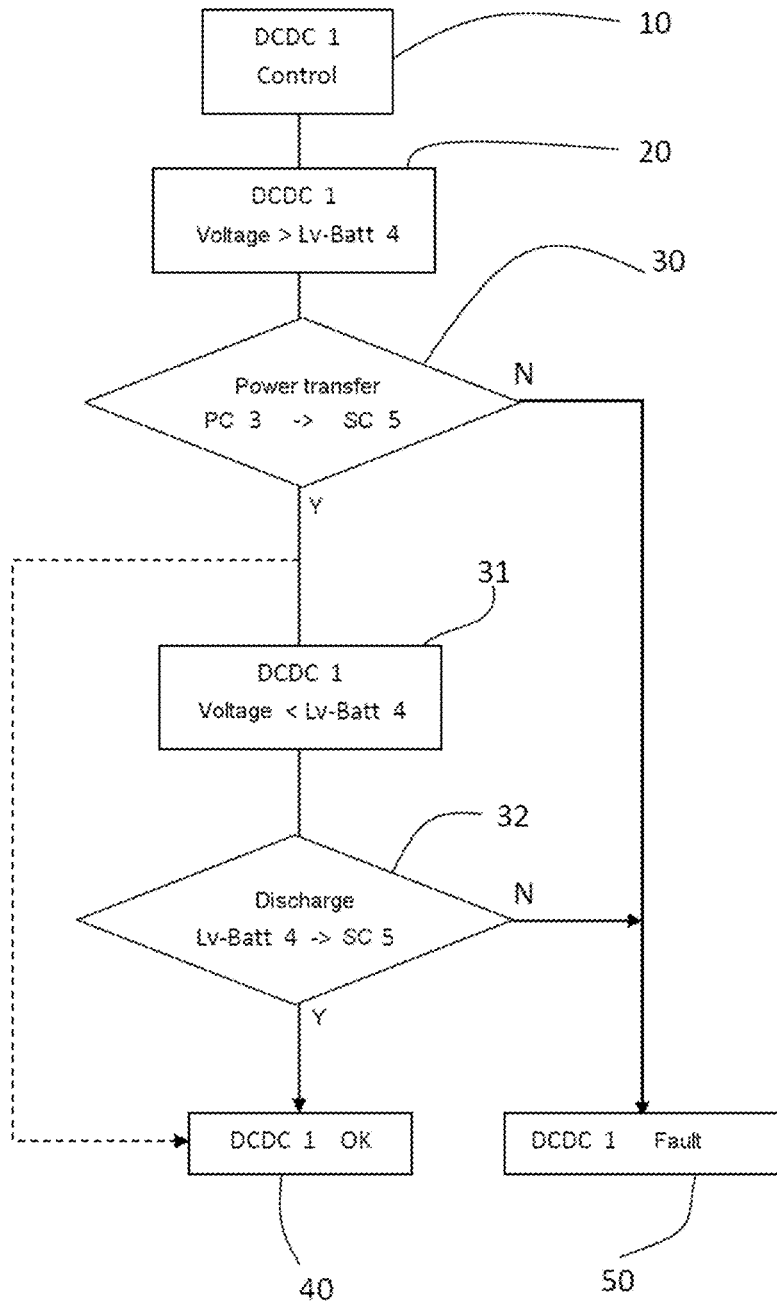 DCDC 1
Control
10
DCDC 1
Voltage > Lv-Batt 4
20
Power transfer
PC 3 -> SC 5
30
N
Y
31
DCDC 1
Voltage < Lv-Batt 4
32
Discharge
Lv-Batt 4 -> SC 5
N
Y
DCDC 1 OK
DCDC 1 Fault
40
50